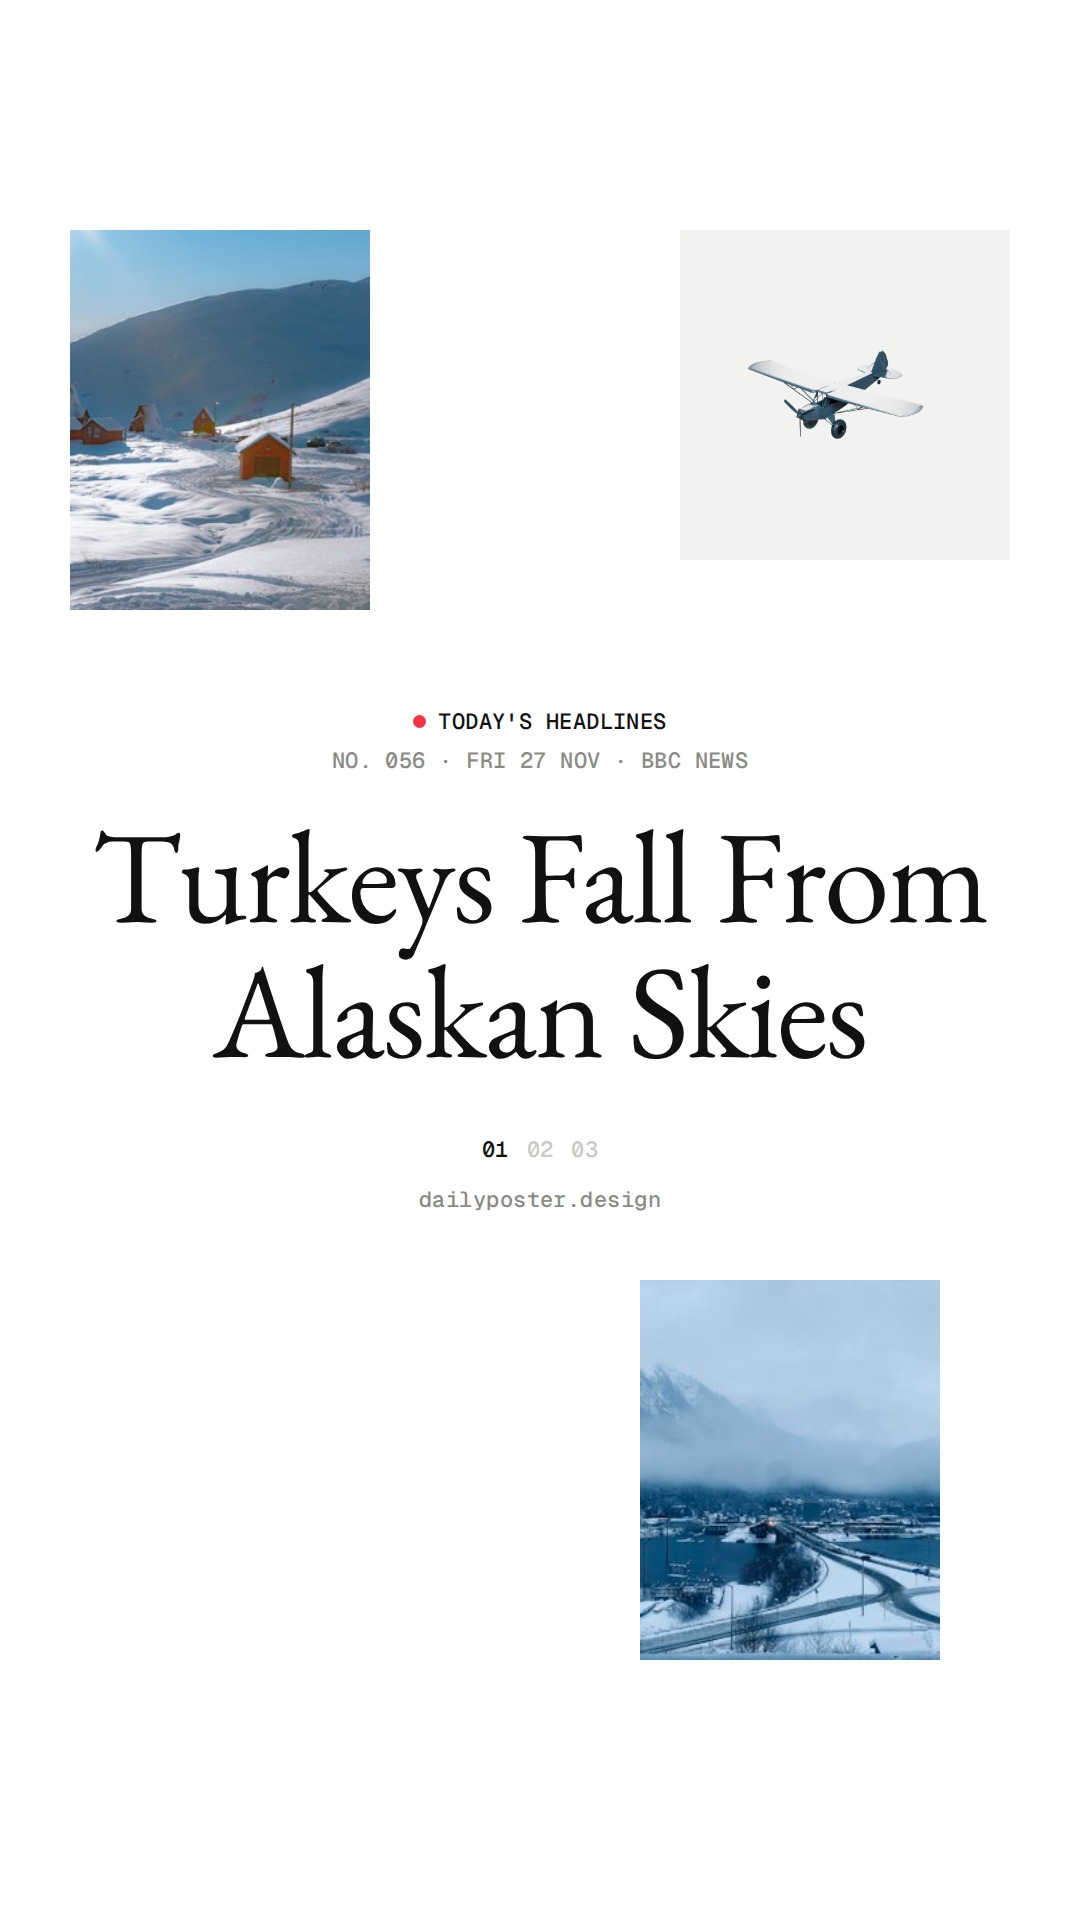 TODAY'S HEADLINES
NO. 056 · FRI 27 NOV · BBC NEWS
Turkeys Fall From
Alaskan Skies
01 02 03
dailyposter.design